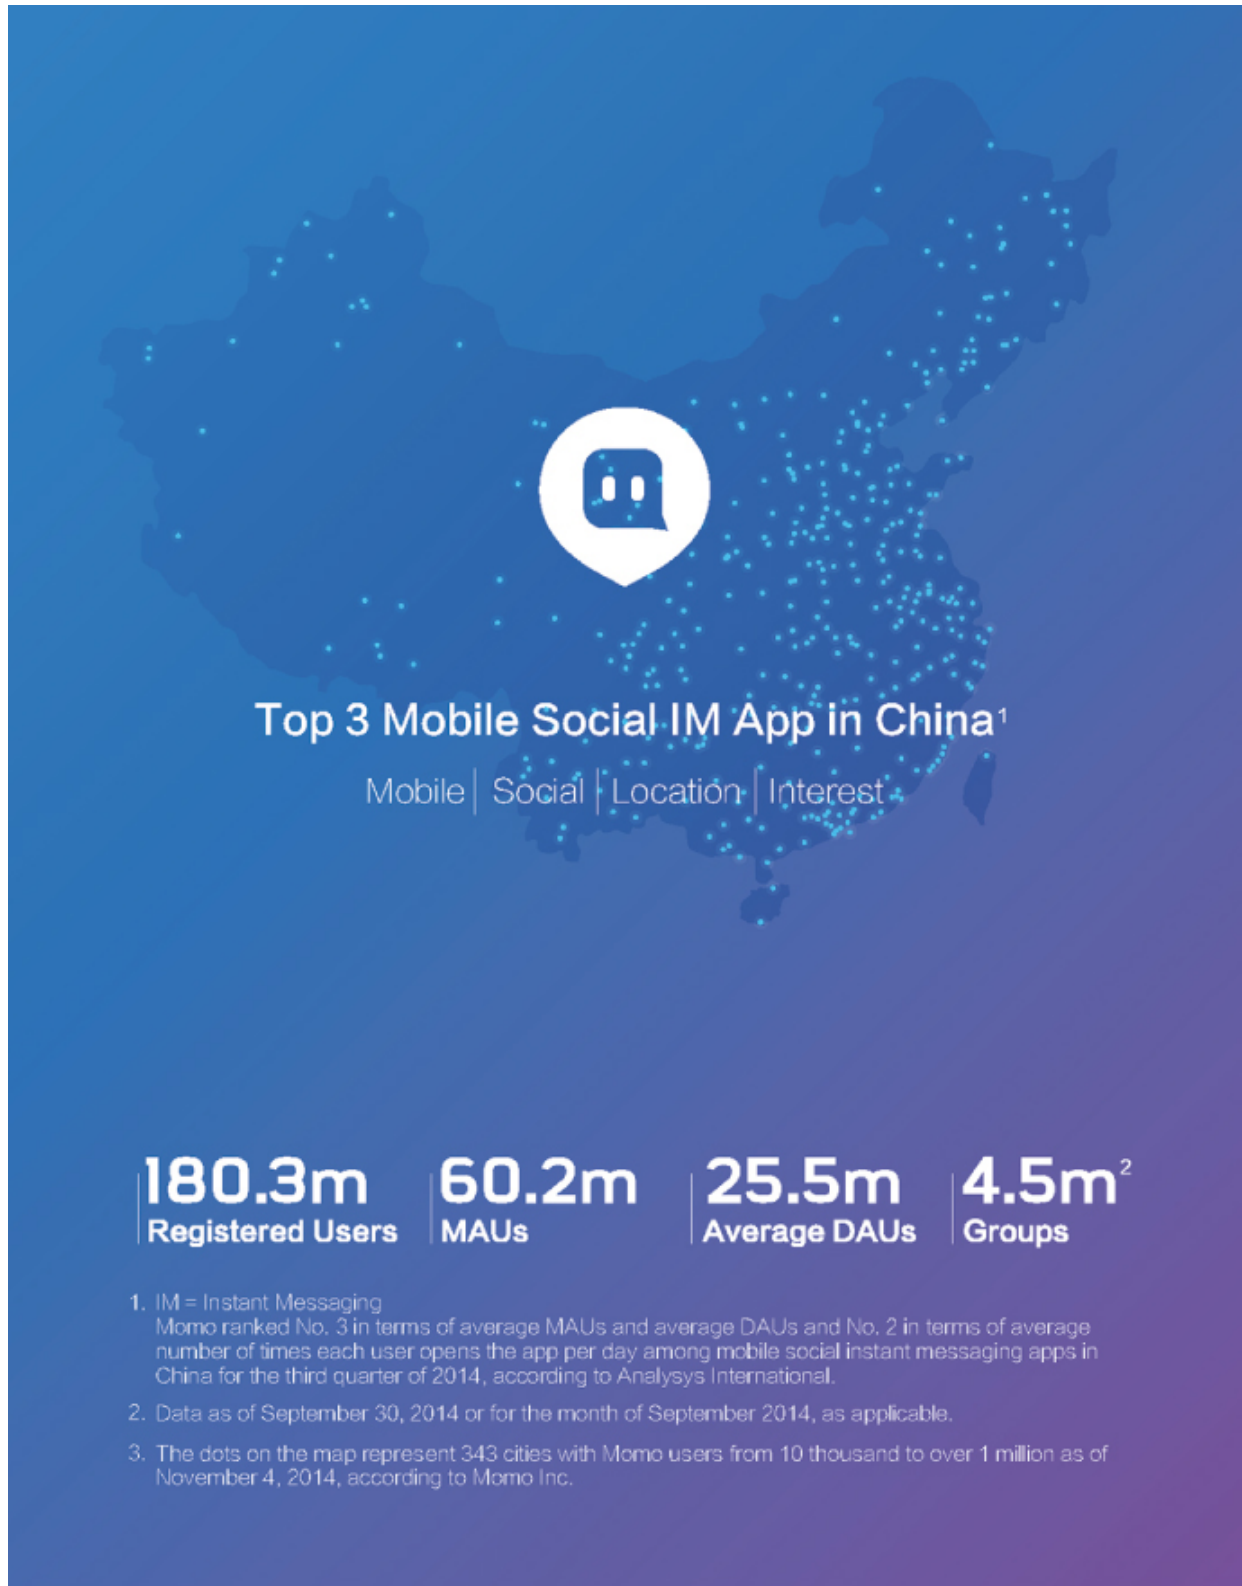 Top 3 Mobile Social IM App in China1
Mobile | Social | Location | Interest
180.3m 60.2m 25.5m 4.5m2
Registered Users MAUs Average DAUs Groups
1. IM = Instant Messaging
Momo ranked No. 3 in terms of average MAUs and average DAUs and No. 2 in terms of average
number of times each user opens the app per day among mobile social instant messaging apps in
China for the third quarter of 2014, according to Analysys International.
2. Data as of September 30, 2014 or for the month of September 2014, as applicable.
3. The dots on the map represent 343 cities with Momo users from 10 thousand to over 1 million as of
November 4, 2014, according to Momo Inc.